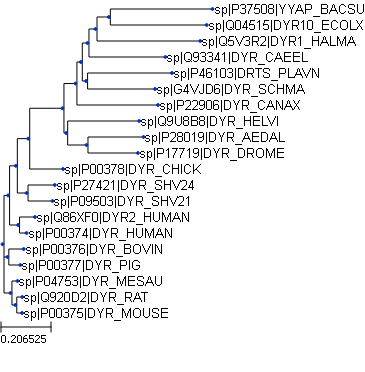 sp|P37508|YYAP_BACSU
sp|Q04515|DYR10_ECOLX
sp|Q5V3R2|DYR1_HALMA
sp|Q93341|DYR_CAEEL
sp|P46103|DRTS_PLAVN
sp|G4VJD6|DYR_SCHMA
sp|P22906|DYR_CANAX
sp|Q9U8B8|DYR_HELVI
sp|P28019|DYR_AEDAL
sp|P17719|DYR_DROME
sp|P00378|DYR_CHICK
sp|P27421|DYR_SHV24
sp|P09503|DYR_SHV21
sp|Q86XF0|DYR2_HUMAN
sp|P00374|DYR_HUMAN
sp|P00376|DYR_BOVIN
sp|P00377|DYR_PIG
sp|P04753|DYR_MESAU
sp|Q920D2|DYR_RAT
sp|P00375|DYR_MOUSE
0.206525